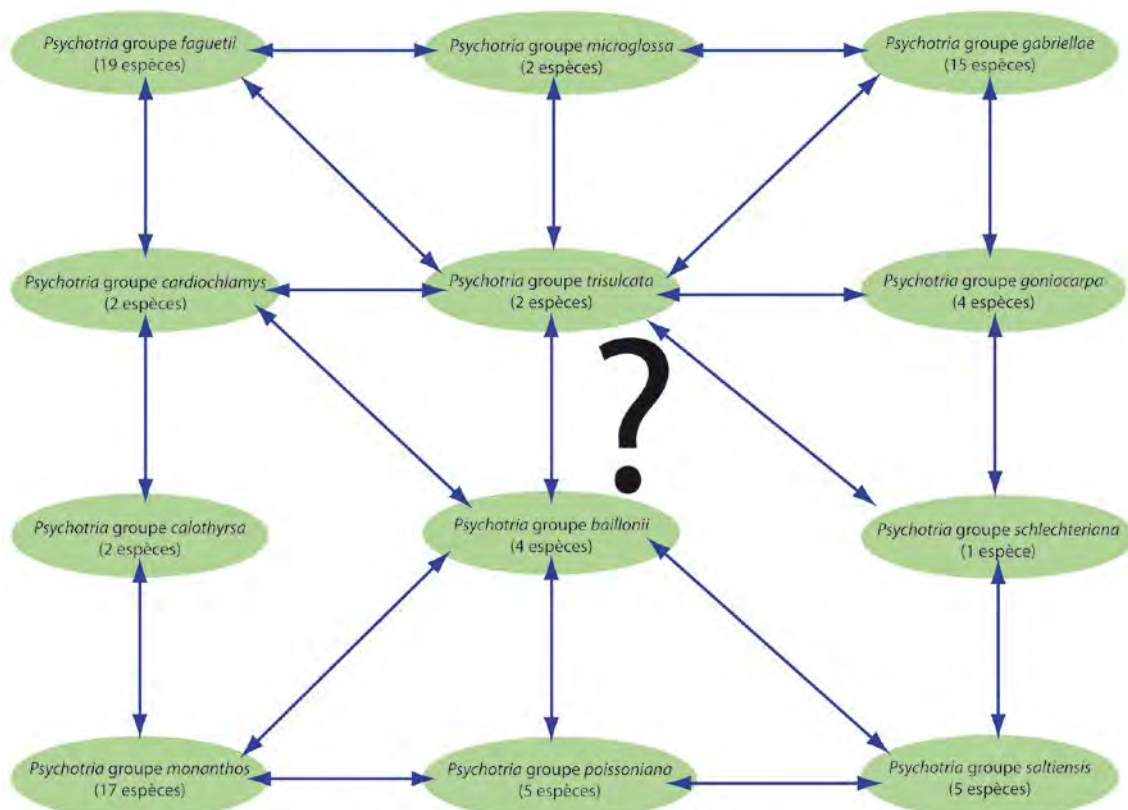 Psychotria groupe faguetii
(19 espèces)
Psychotria groupe microglossa
(2 espèces)
Psychotria groupe gabriellae
(15 espèces)
Psychotria groupe cardiochlamys
(2 espèces)
Psychotria groupe trisulcata
(2 espèces)
Psychotria groupe goniocarpa
(4 espèces)
?
Psychotria groupe calothyrsa
(2 espèces)
Psychotria groupe baillonii
(4 espèces)
Psychotria groupe schlechteriana
(1 espèce)
Psychotria groupe monanthos
(17 espèces)
Psychotria groupe poissoniana
(5 espèces)
Psychotria groupe saltiensis
(5 espèces)